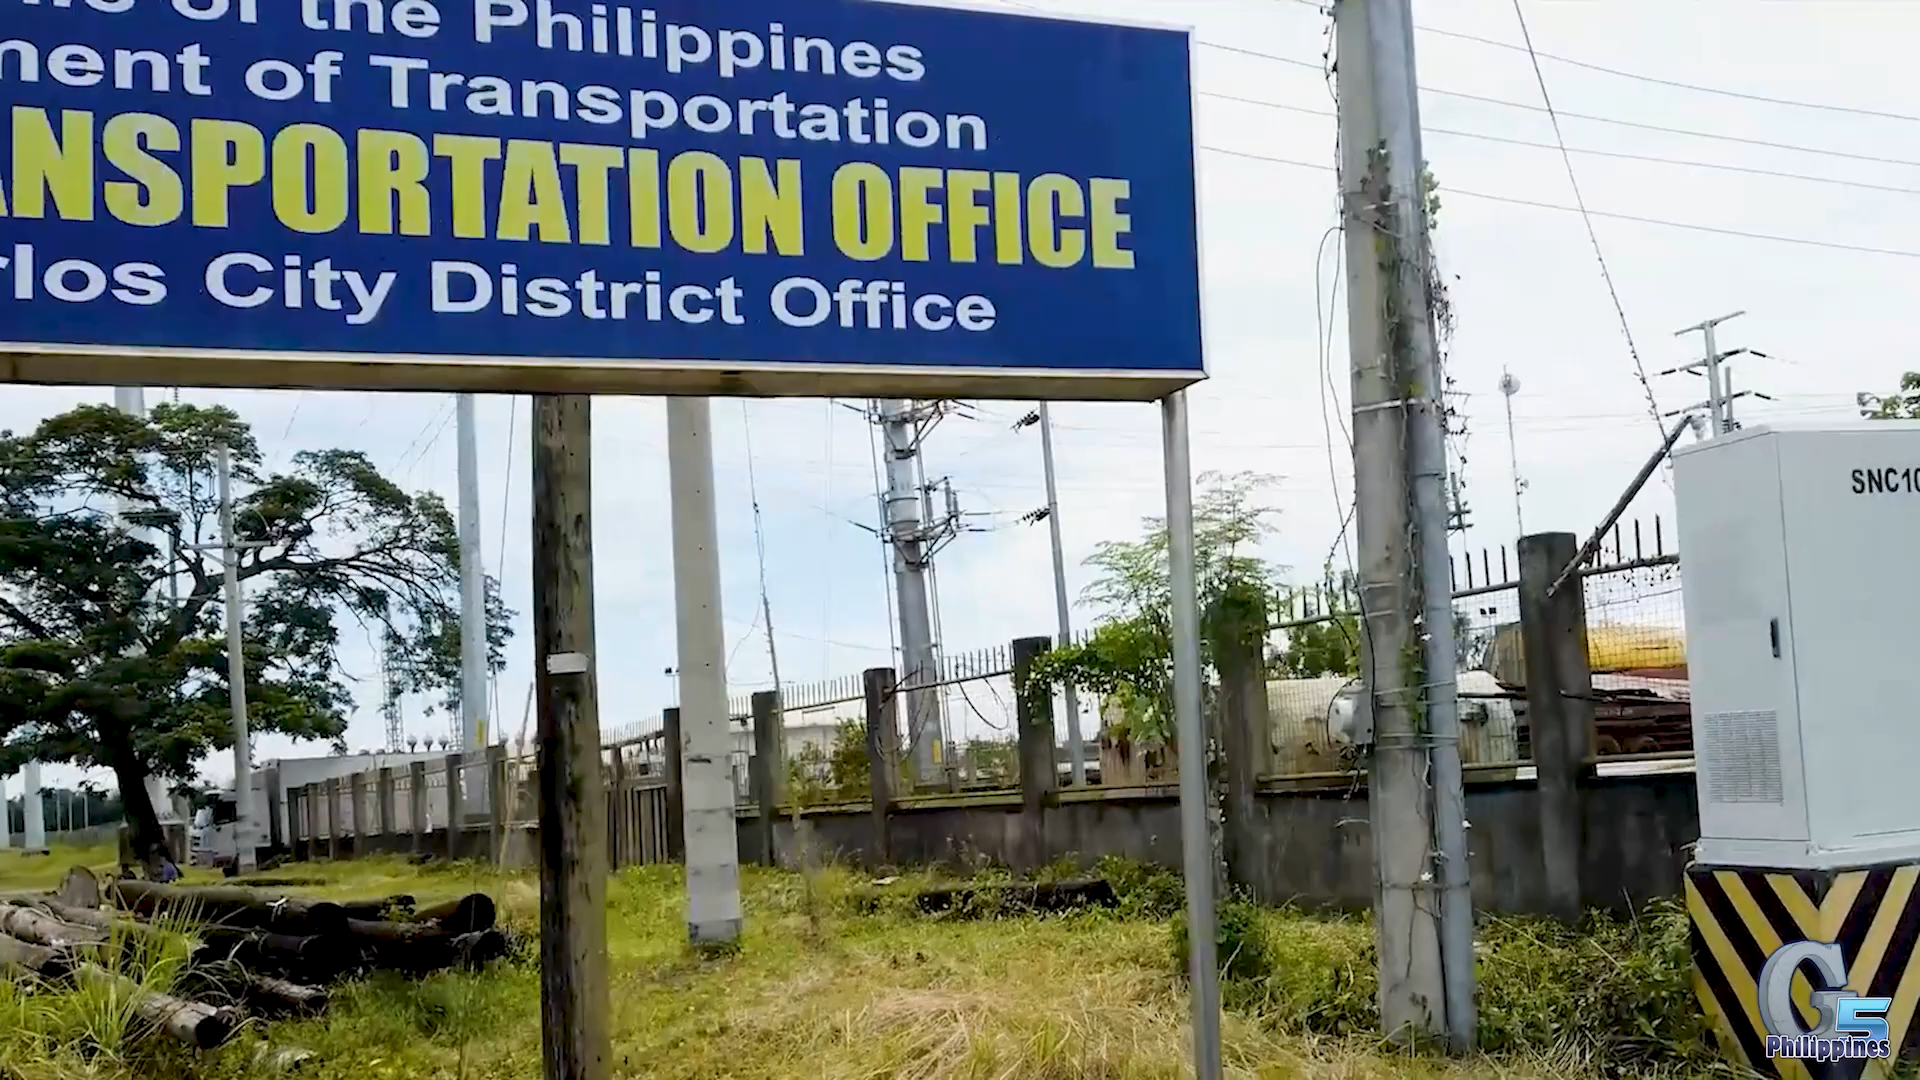 of the Philippines
ment of Transportation
ANSPORTATION OFFICE
rlos City District Office
SNC10
G5
Philippines